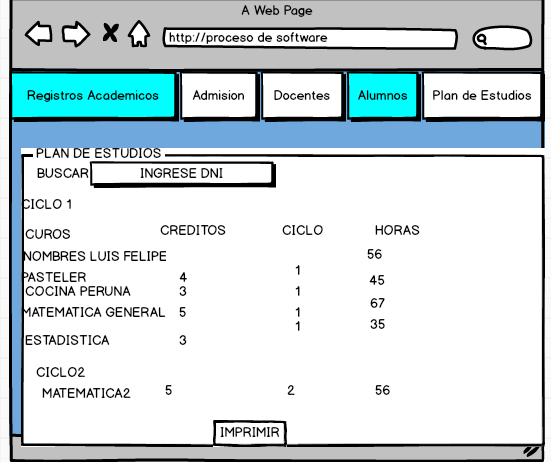 A Web Page
http://proceso de software
Registros Academicos Admision Docentes Alumnos Plan de Estudios
PLAN DE ESTUDIOS
BUSCAR INGRESE DNI
CICLO 1
CUROS CREDITOS CICLO HORAS
NOMBRES LUIS FELIPE 56
PASTELER 4 1 45
COCINA PERUNA 3 1
MATEMATICA GENERAL 5 1 67
1 35
ESTADISTICA 3
CICLO2
MATEMATICA2 5 2 56
IMPRIMIR